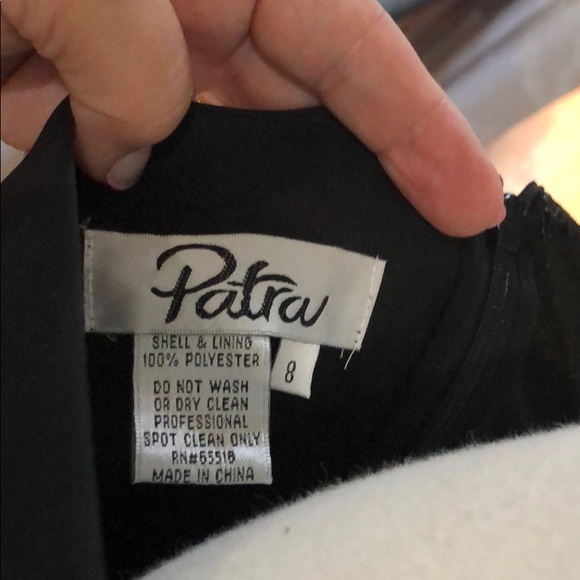 Patra
SHELL & LINING
100% POLYESTER
8
DO NOT WASH
OR DRY CLEAN
PROFESSIONAL
SPOT CLEAN ONLY
RN#65518
MADE IN CHINA